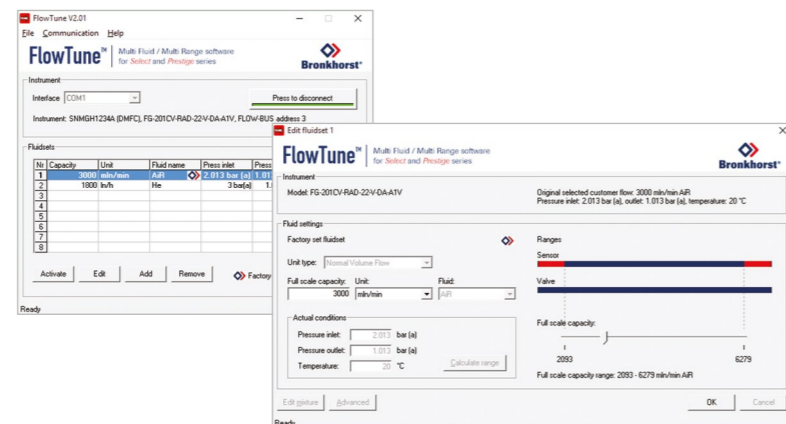 FlowTune V2.01
File Communication Help
FlowTune™ Multi Fluid / Multi Range software
for Select and Prestige series
Bronkhorst®
Instrument
Interface COM1 Press to disconnect
Instrument: SNMGH1234A (DMFC), FG-201CV-RAD-22-V-DA-A1V, FLOW-BUS address 3
Fluidsets
Nr Capacity Unit Fluid name Press inlet Press
1 3000 mln/min AiR 2.013 bar (a) 1.01
2 1800 ln/h He 3 bar(a) 1.
3
4
5
6
7
8
Activate Edit Add Remove Factory
Ready
Edit fluidset 1
FlowTune™ Multi Fluid / Multi Range software
for Select and Prestige series
Bronkhorst®
Instrument
Model: FG-201CV-RAD-22-V-DA-A1V Original selected customer flow: 3000 mln/min AiR
Pressure inlet: 2.013 bar (a), outlet: 1.013 bar (a), temperature: 20 °C
Fluid settings
Factory set fluidset Ranges
Sensor
Unit type: Normal Volume Flow
Valve
Full scale capacity: Unit: Fluid:
3000 mln/min AiR
Actual conditions
Full scale capacity:
Pressure inlet: 2.013 bar (a)
Pressure outlet: 1.013 bar (a)
Temperature: 20 °C Calculate range
2093 6279
Full scale capacity range: 2093 - 6279 mln/min AiR
Edit mixture Advanced OK Cancel
Ready